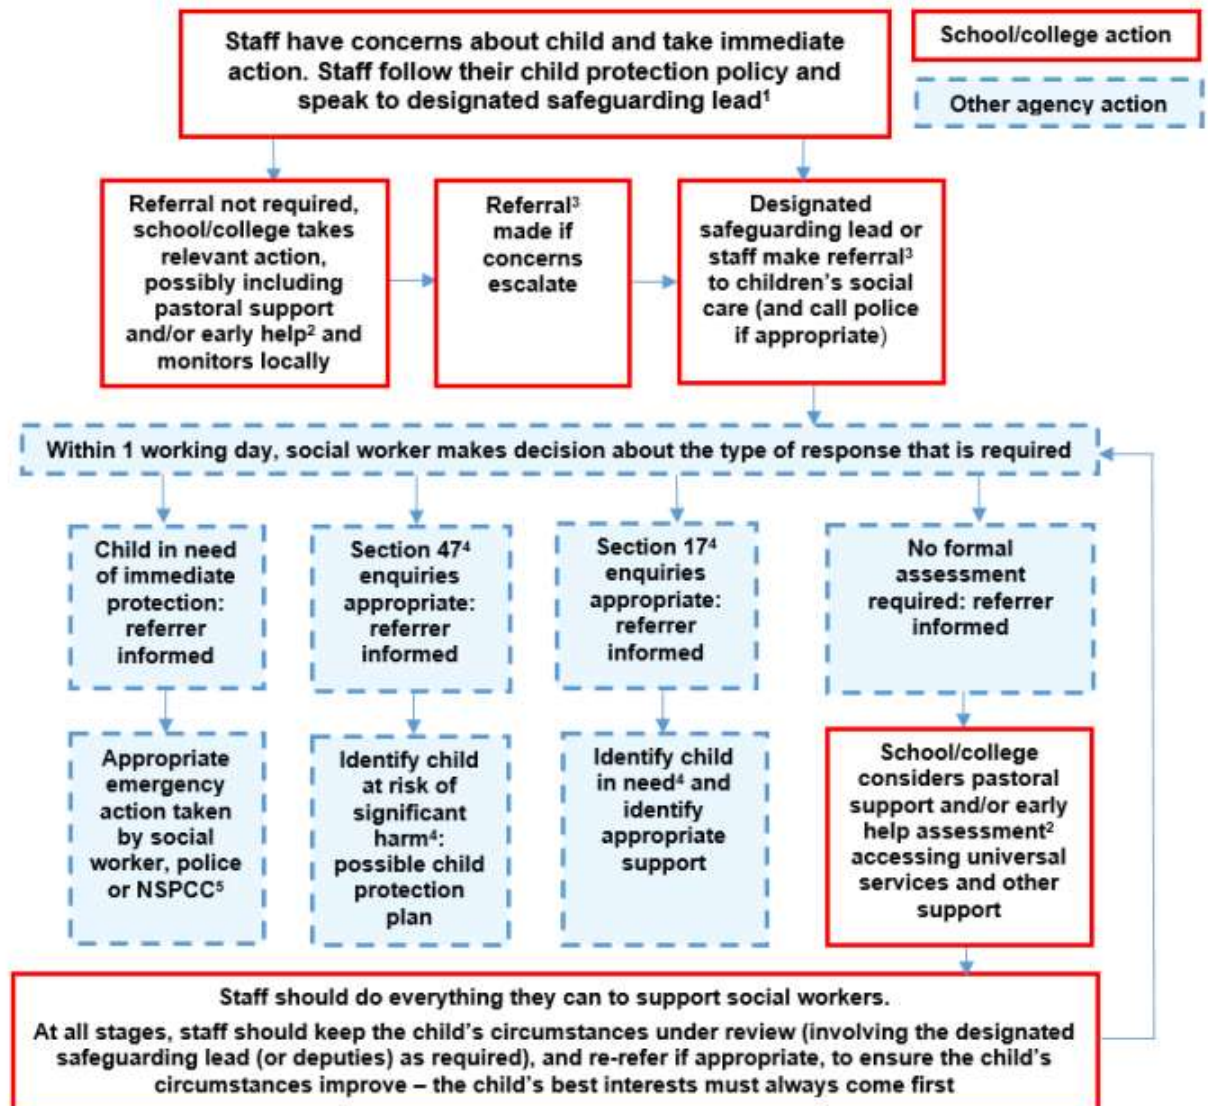 Staff have concerns about child and take immediate
action. Staff follow their child protection policy and
speak to designated safeguarding lead¹
School/college action
Other agency action
Referral not required,
school/college takes
relevant action,
possibly including
pastoral support
and/or early help² and
monitors locally
Referral³
made if
concerns
escalate
Designated
safeguarding lead or
staff make referral³
to children’s social
care (and call police
if appropriate)
Within 1 working day, social worker makes decision about the type of response that is required
Child in need
of immediate
protection:
referrer
informed
Section 47⁴
enquiries
appropriate:
referrer
informed
Section 17⁴
enquiries
appropriate:
referrer
informed
No formal
assessment
required: referrer
informed
Appropriate
emergency
action taken
by social
worker, police
or NSPCC⁵
Identify child
at risk of
significant
harm⁴:
possible child
protection
plan
Identify child
in need⁴ and
identify
appropriate
support
School/college
considers pastoral
support and/or early
help assessment²
accessing universal
services and other
support
Staff should do everything they can to support social workers.
At all stages, staff should keep the child’s circumstances under review (involving the designated
safeguarding lead (or deputies) as required), and re-refer if appropriate, to ensure the child’s
circumstances improve – the child’s best interests must always come first